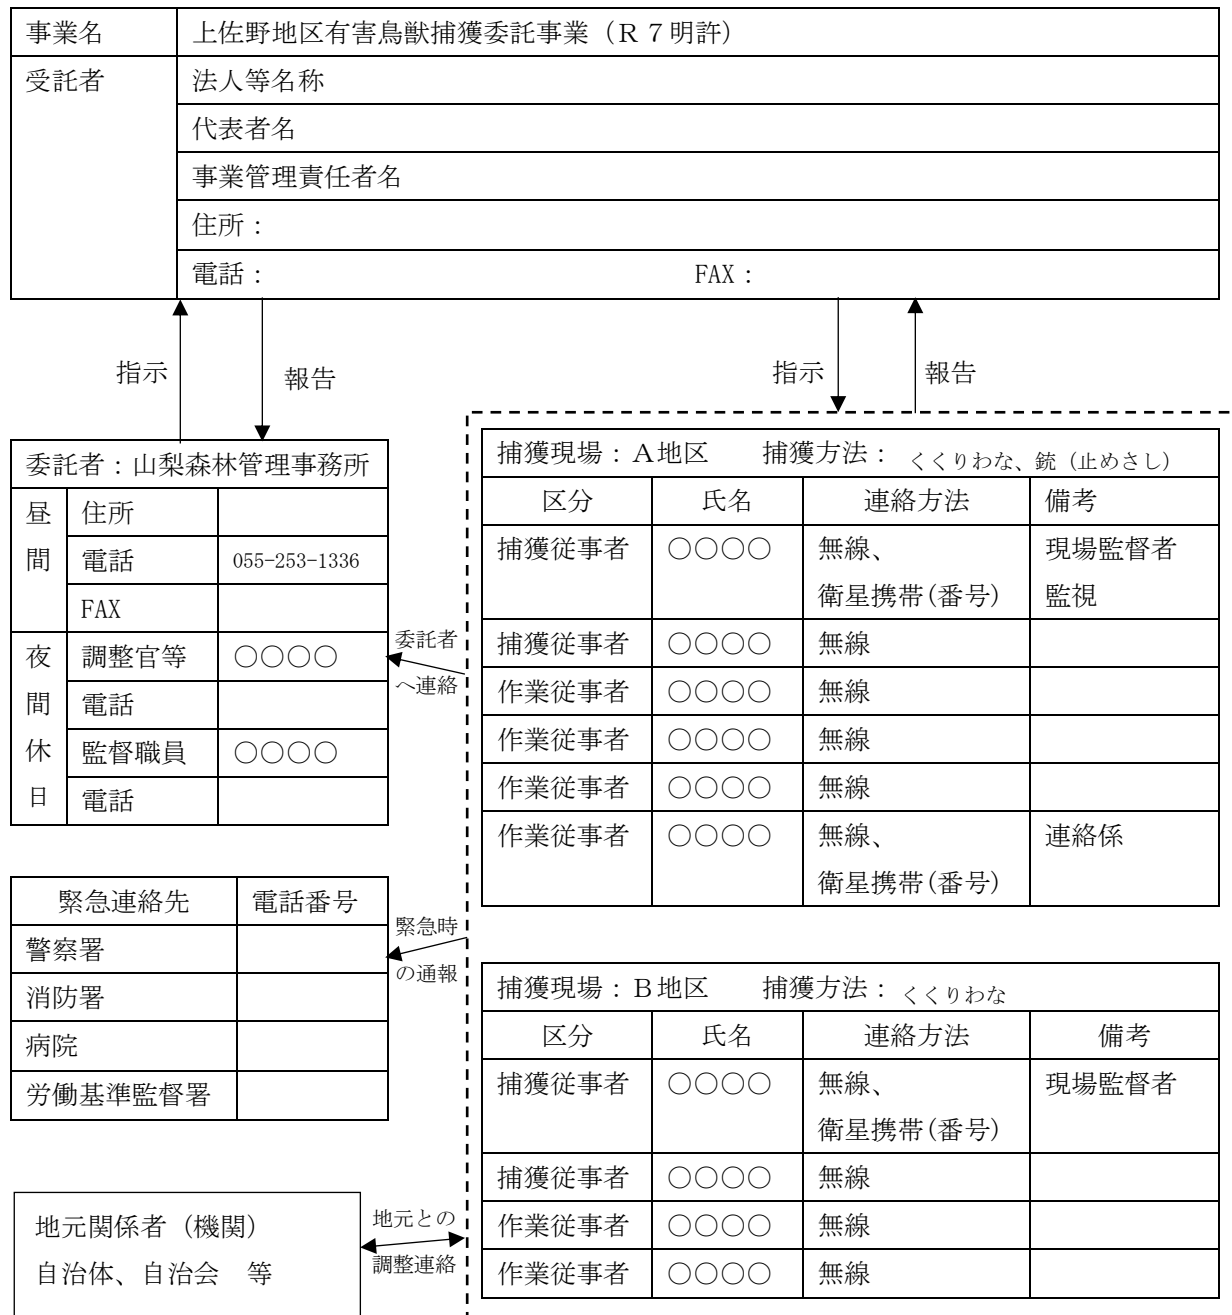 事業名 上佐野地区有害鳥獣捕獲委託事業（Ｒ７明許）
受託者 法人等名称
代表者名
事業管理責任者名
住所：
電話： FAX：
指示 報告
指示 報告
委託者：山梨森林管理事務所
昼間 住所
電話 055-253-1336
FAX
夜間休日 調整官等 〇〇〇〇
電話
監督職員 〇〇〇〇
電話
委託者
へ連絡
緊急連絡先 電話番号
警察署
消防署
病院
労働基準監督署
緊急時
の通報
地元関係者（機関）
自治体、自治会　等
地元との
調整連絡
捕獲現場：Ａ地区　　捕獲方法： くくりわな、銃（止めさし）
区分 氏名 連絡方法 備考
捕獲従事者 〇〇〇〇 無線、 現場監督者
衛星携帯(番号) 監視
捕獲従事者 〇〇〇〇 無線
作業従事者 〇〇〇〇 無線
作業従事者 〇〇〇〇 無線
作業従事者 〇〇〇〇 無線
作業従事者 〇〇〇〇 無線、 連絡係
衛星携帯(番号)
捕獲現場：Ｂ地区　　捕獲方法： くくりわな
区分 氏名 連絡方法 備考
捕獲従事者 〇〇〇〇 無線、 現場監督者
衛星携帯(番号)
捕獲従事者 〇〇〇〇 無線
作業従事者 〇〇〇〇 無線
作業従事者 〇〇〇〇 無線